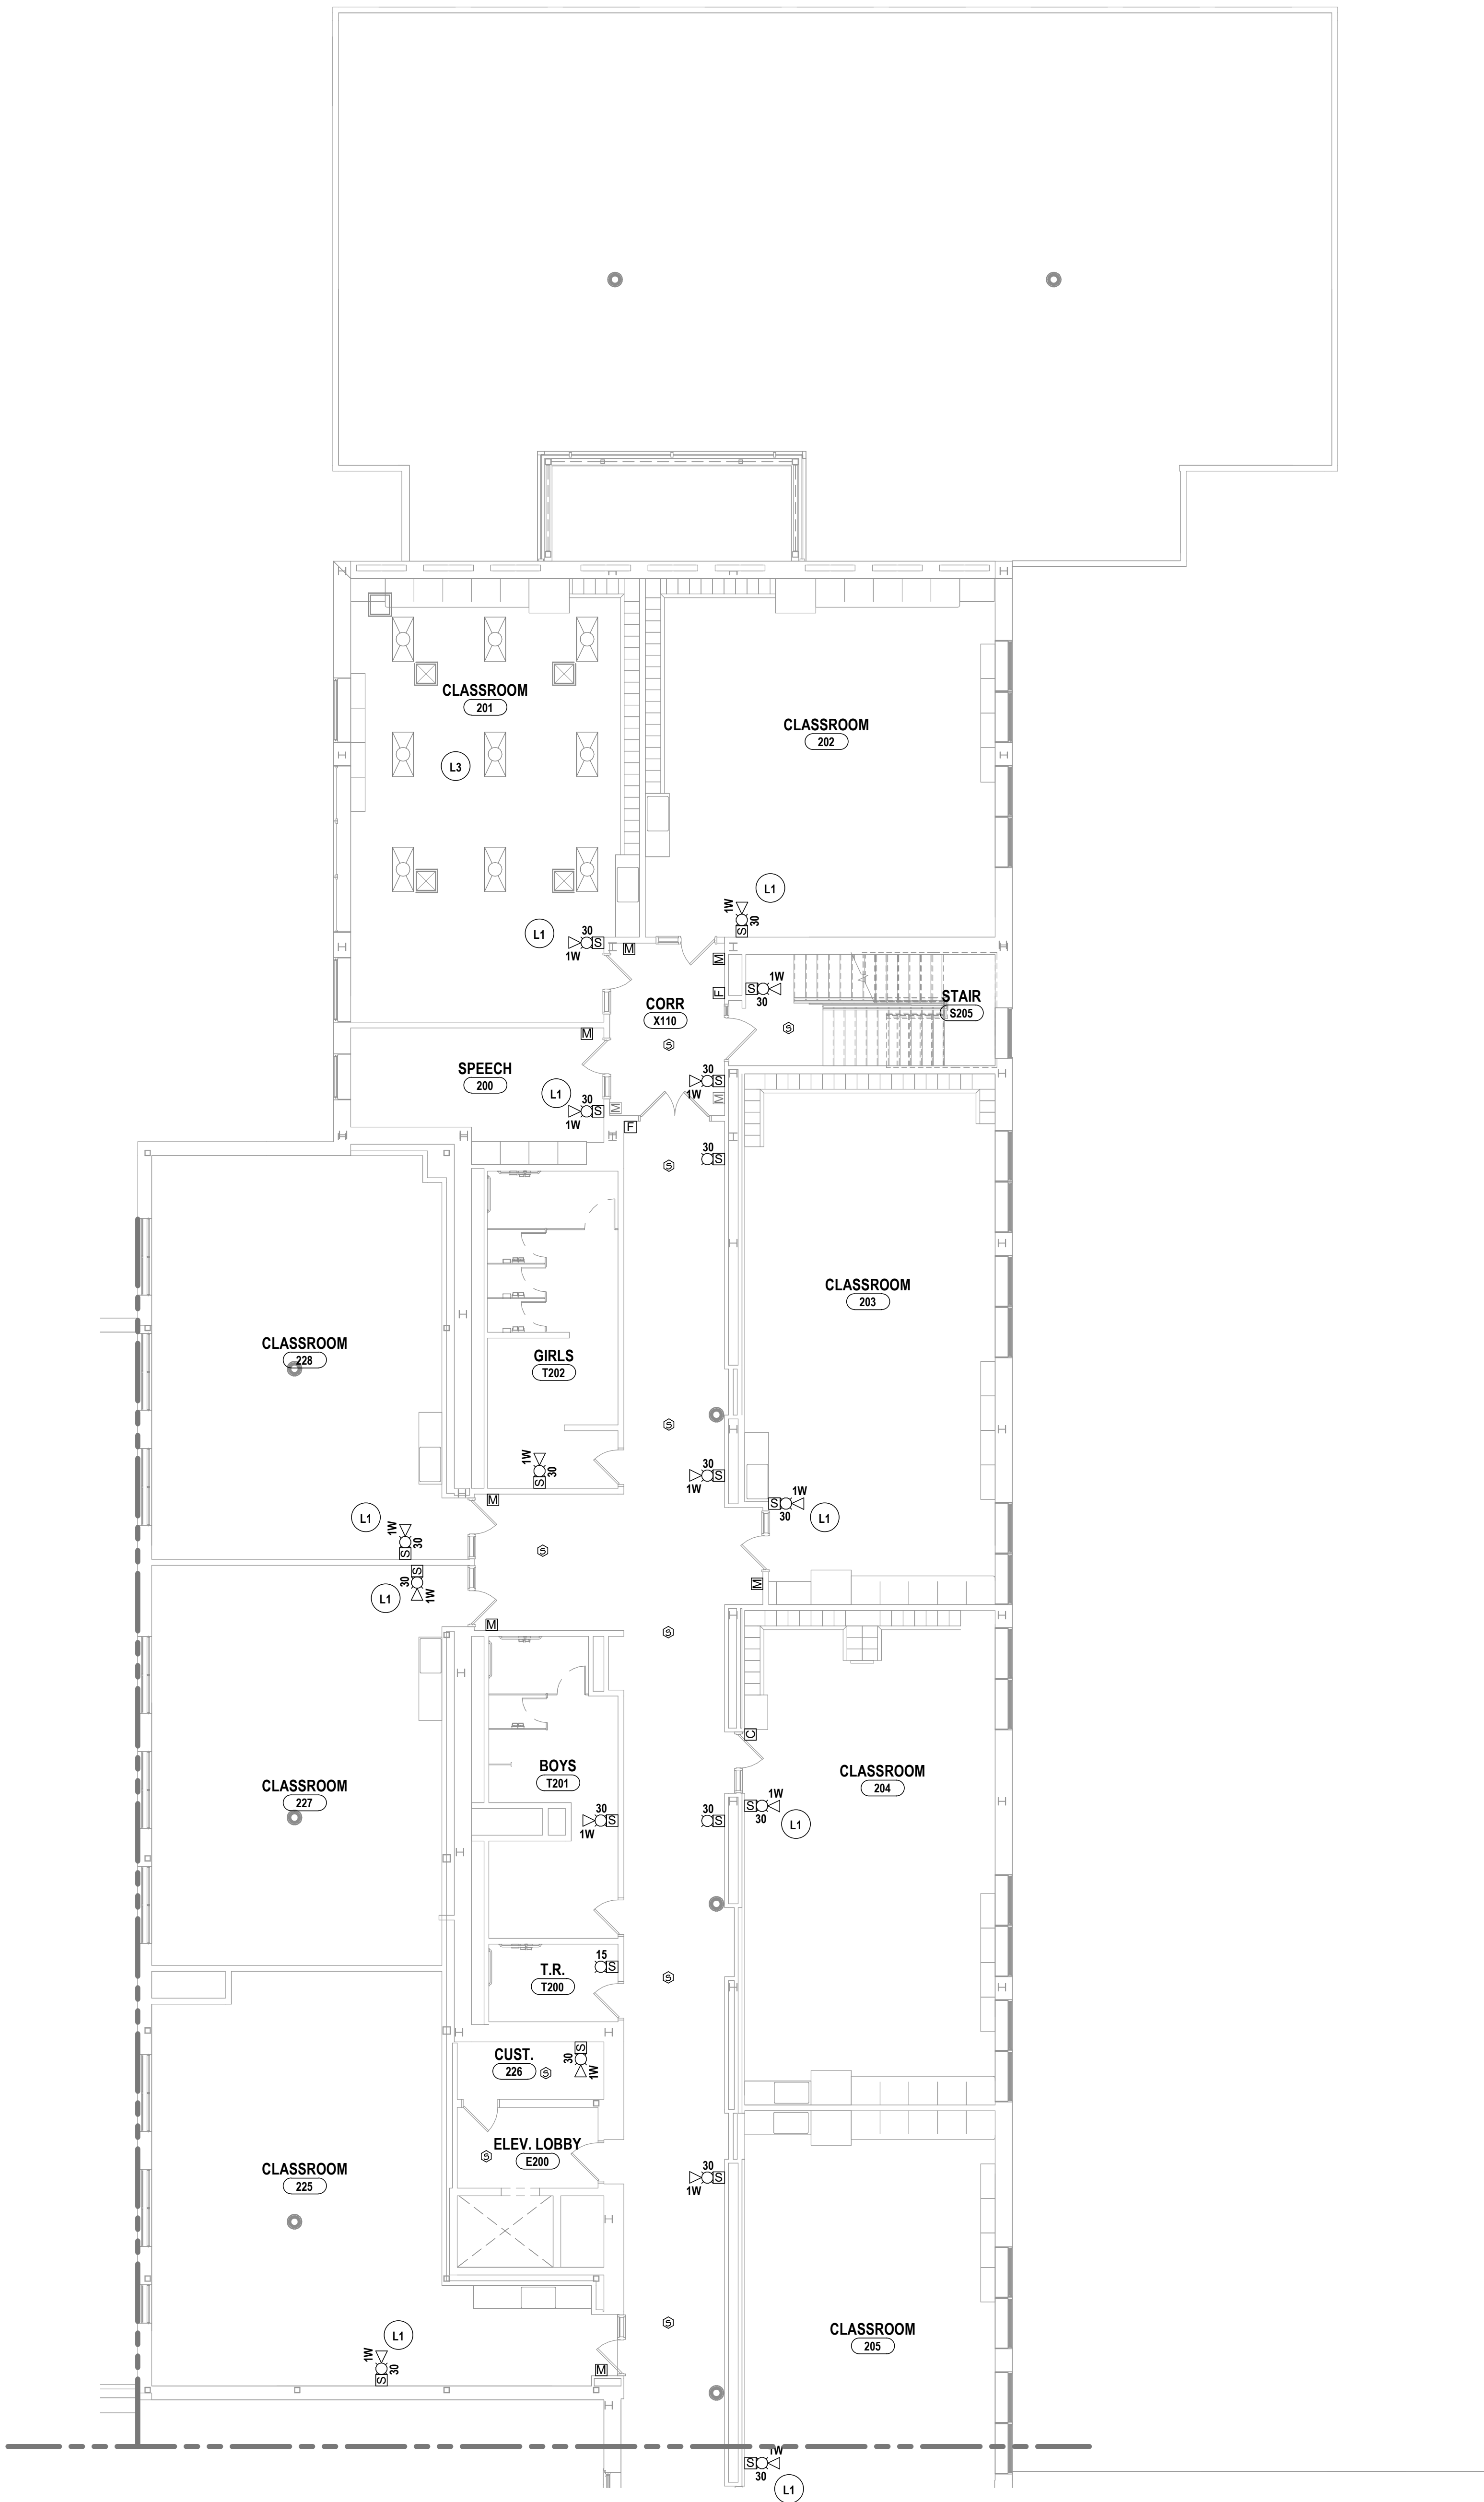 CLASSROOM
201
CLASSROOM
202
L3
L1
1W
30
S
L1
30
S
1W
M
M
F
S
1W
30
STAIR
S205
CORR
X110
S
S
M
SPEECH
200
L1
30
S
1W
30
S
1W
M
M
F
30
S
S
CLASSROOM
203
CLASSROOM
228
GIRLS
T202
S
1W
30
S
30
S
1W
M
S
1W
30
L1
L1
1W
30
S
S
30
1W
L1
S
M
M
S
C
BOYS
T201
CLASSROOM
204
CLASSROOM
227
30
S
1W
30
S
S
1W
30
L1
15
S
T.R.
T200
S
CUST.
226
S
S
30
1W
ELEV. LOBBY
E200
S
CLASSROOM
225
30
S
1W
S
CLASSROOM
205
L1
1W
30
S
M
1W
S
30
L1